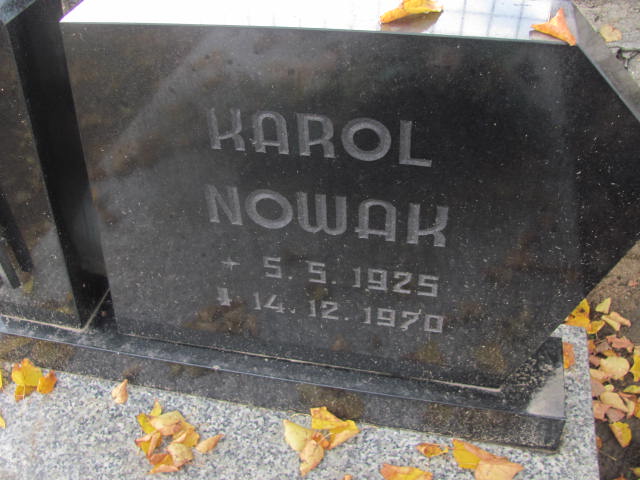 KAROL
NOWAK
+ 5. 5. 1925
✝ 14. 12. 1970